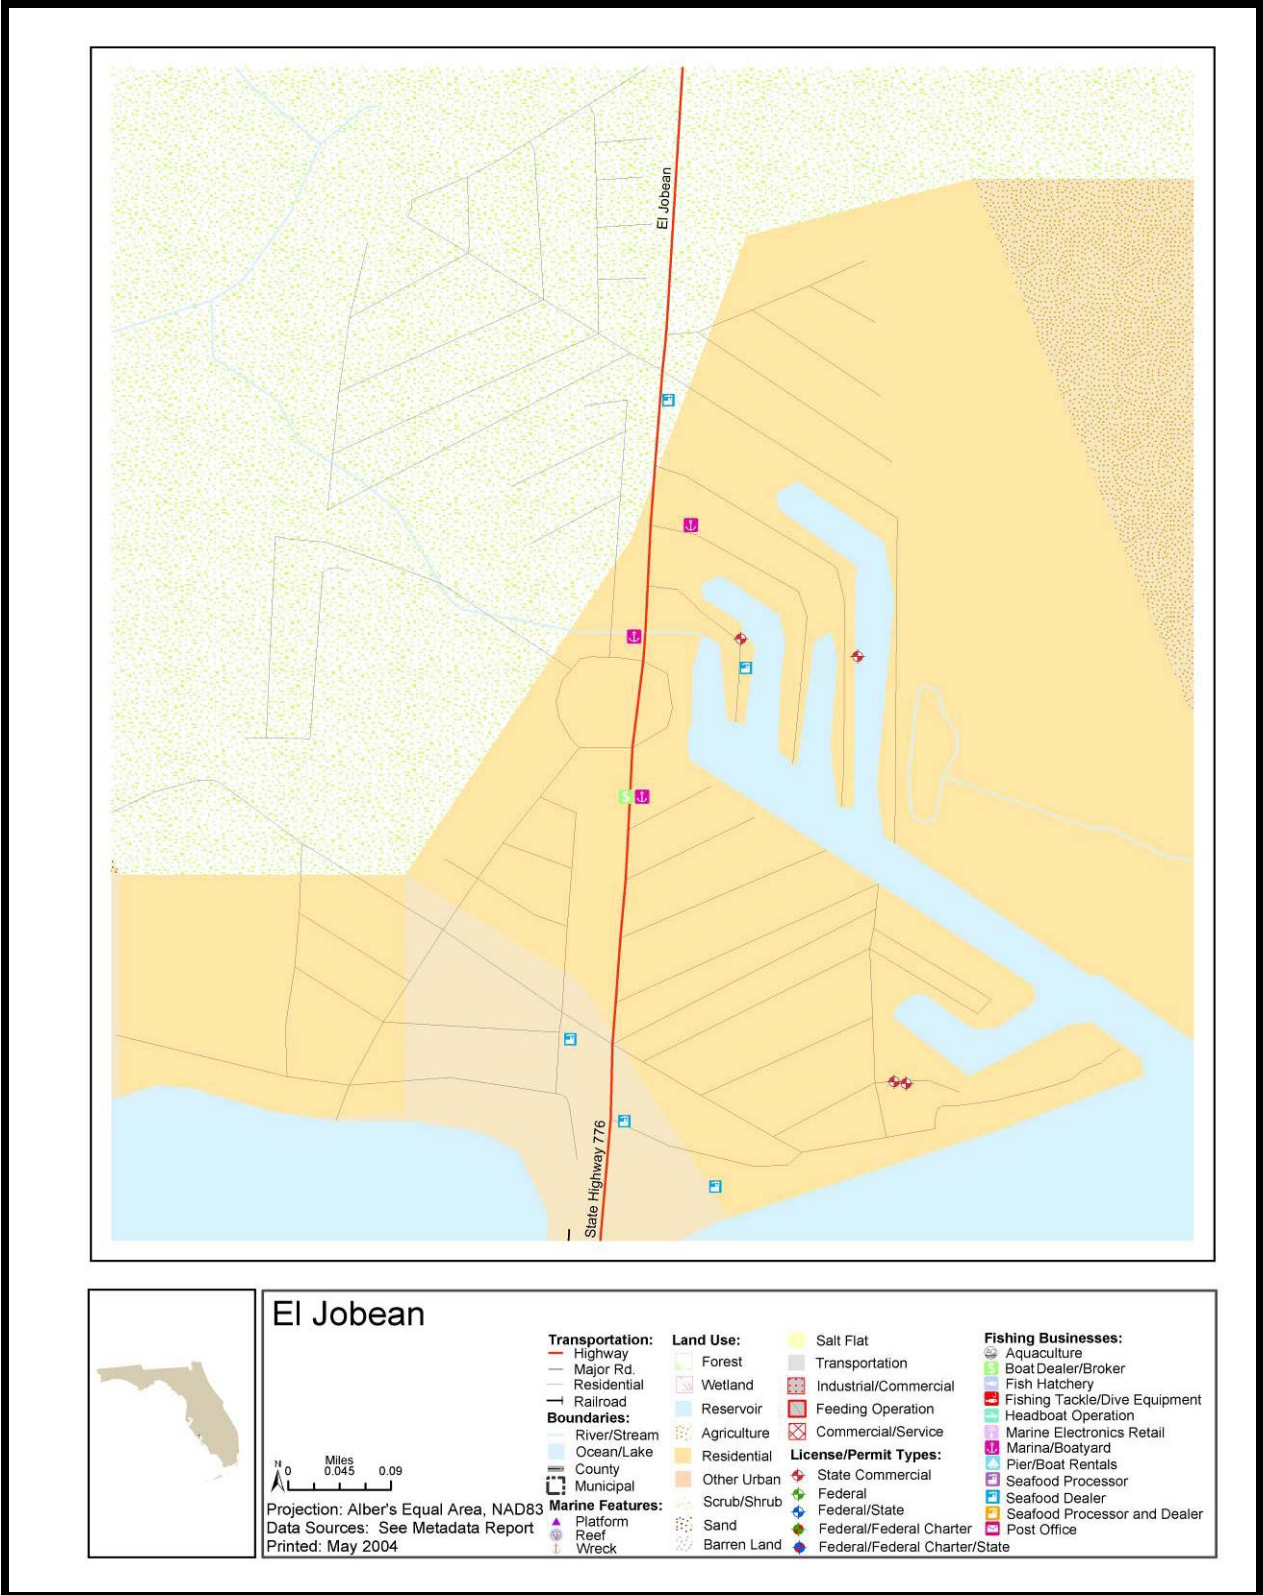 El Jobean
State Highway 776
El Jobean
N
Miles
0 0.045 0.09
Projection: Alber's Equal Area, NAD83
Data Sources: See Metadata Report
Printed: May 2004
Transportation:
Highway
Major Rd.
Residential
Railroad
Boundaries:
River/Stream
Ocean/Lake
County
Municipal
Marine Features:
Platform
Reef
Wreck
Land Use:
Forest
Wetland
Reservoir
Agriculture
Residential
Other Urban
Scrub/Shrub
Sand
Barren Land
Salt Flat
Transportation
Industrial/Commercial
Feeding Operation
Commercial/Service
License/Permit Types:
State Commercial
Federal
Federal/State
Federal/Federal Charter
Federal/Federal Charter/State
Fishing Businesses:
Aquaculture
Boat Dealer/Broker
Fish Hatchery
Fishing Tackle/Dive Equipment
Headboat Operation
Marine Electronics Retail
Marina/Boatyard
Pier/Boat Rentals
Seafood Processor
Seafood Dealer
Seafood Processor and Dealer
Post Office